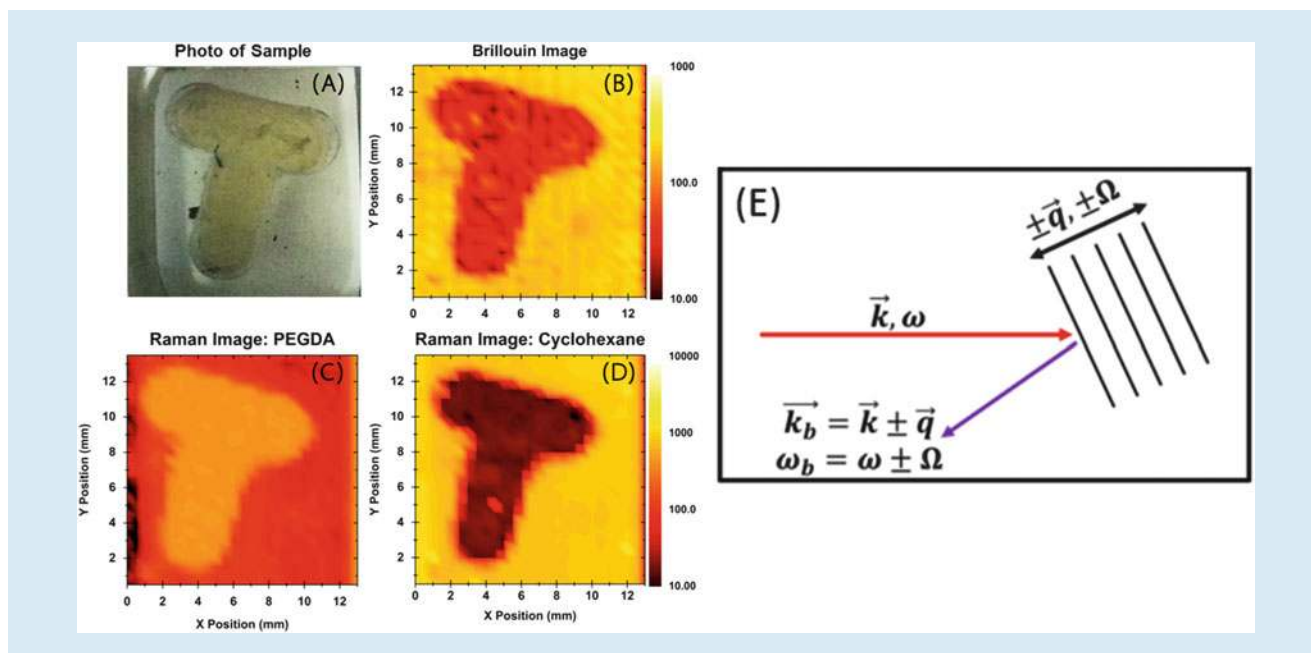 Photo of Sample
(A)
Brillouin Image
(B)
1000
100.0
10.00
Y Position (mm)
12
10
8
6
4
2
0 2 4 6 8 10 12
Raman Image: PEGDA
(C)
Y Position (mm)
12
10
8
6
4
2
0 2 4 6 8 10 12
X Position (mm)
Raman Image: Cyclohexane
(D)
10000
1000
100.0
10.00
Y Position (mm)
12
10
8
6
4
2
0 2 4 6 8 10 12
X Position (mm)
(E)
±q⃗, ±Ω
k⃗, ω
k⃗_b = k⃗ ± q⃗
ω_b = ω ± Ω